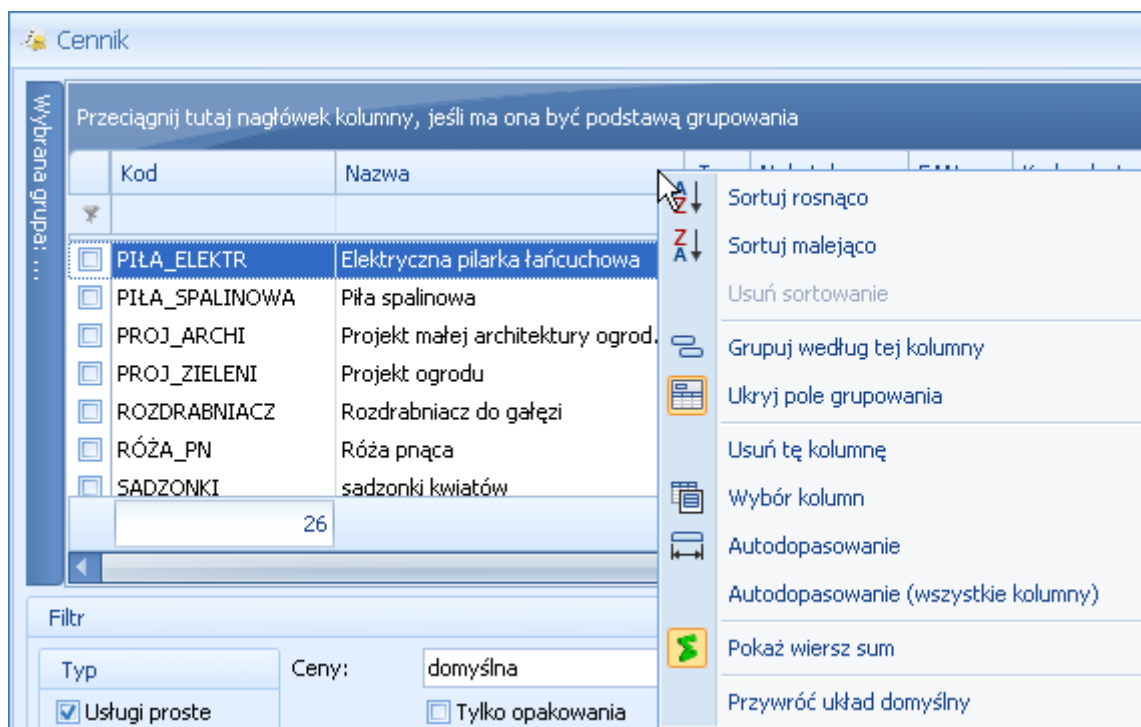 Cennik
Wybrana grupa: ...
Przeciągnij tutaj nagłówek kolumny, jeśli ma ona być podstawą grupowania
Kod Nazwa
PIŁA_ELEKTR Elektryczna pilarka łańcuchowa
PIŁA_SPALINOWA Piła spalinowa
PROJ_ARCHI Projekt małej architektury ogrod.
PROJ_ZIELENI Projekt ogrodu
ROZDRABNIACZ Rozdrabniacz do gałęzi
RÓŻA_PN Róża pnąca
SADZONKI sadzonki kwiatów
26
Sortuj rosnąco
Sortuj malejąco
Usuń sortowanie
Grupuj według tej kolumny
Ukryj pole grupowania
Usuń tę kolumnę
Wybór kolumn
Autodopasowanie
Autodopasowanie (wszystkie kolumny)
Pokaż wiersz sum
Przywróć układ domyślny
Filtr
Typ
Ceny: domyślna
Usługi proste
Tylko opakowania